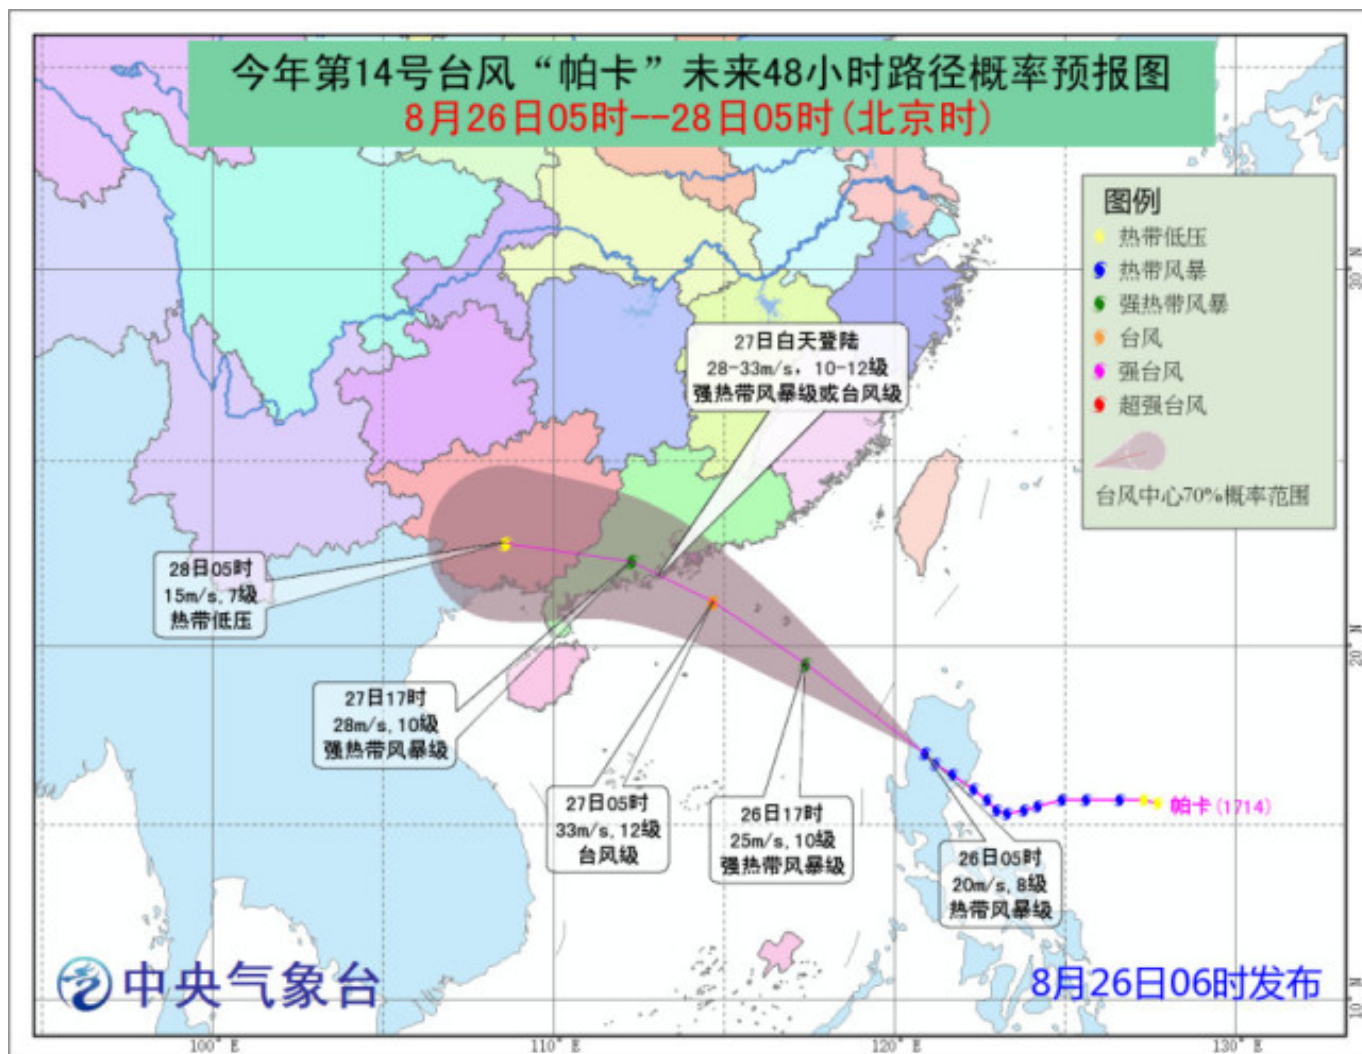 今年第14号台风“帕卡”未来48小时路径概率预报图
8月26日05时--28日05时(北京时)
图例
热带低压
热带风暴
强热带风暴
台风
强台风
超强台风
台风中心70%概率范围
27日白天登陆
28-33m/s，10-12级
强热带风暴级或台风级
28日05时
15m/s,7级
热带低压
27日17时
28m/s,10级
强热带风暴级
27日05时
33m/s,12级
台风级
26日17时
25m/s,10级
强热带风暴级
26日05时
20m/s,8级
热带风暴级
帕卡(1714)
中央气象台
8月26日06时发布
30° N
20° N
10° N
100° E
110° E
120° E
130° E